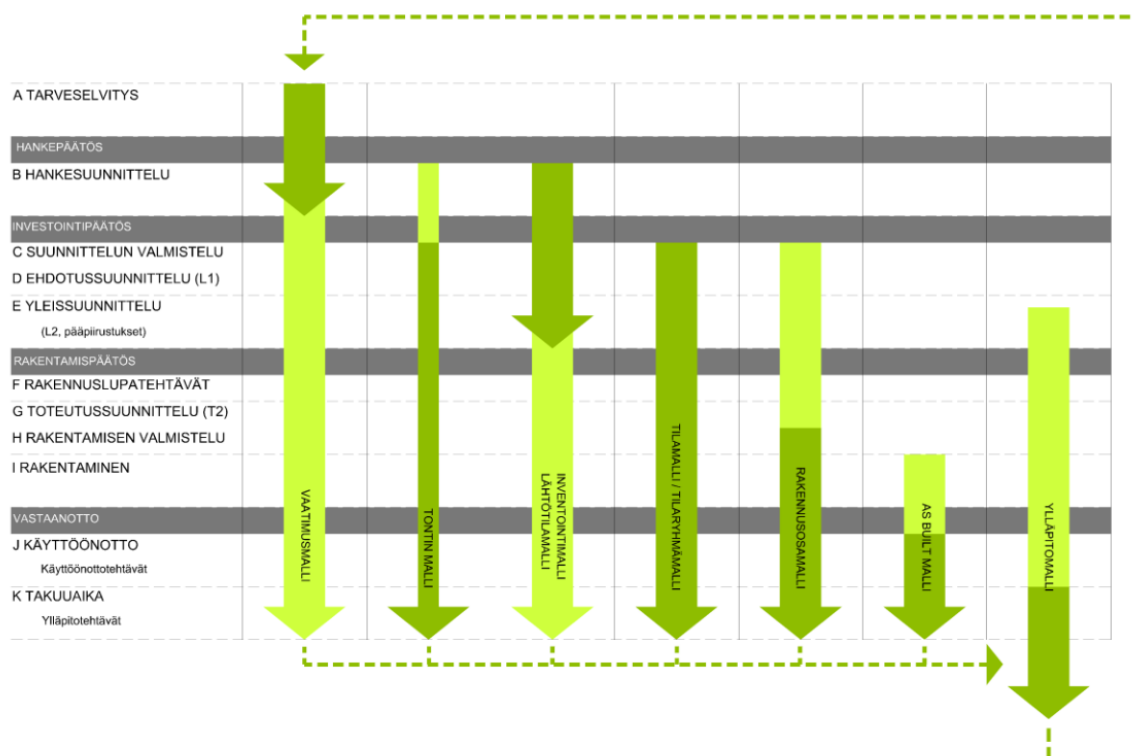 A TARVESELVITYS
HANKEPÄÄTÖS
B HANKESUUNNITTELU
INVESTOINTIPÄÄTÖS
C SUUNNITTELUN VALMISTELU
D EHDOTUSSUUNNITTELU (L1)
E YLEISSUUNNITTELU
(L2, pääpiirustukset)
RAKENTAMISPÄÄTÖS
F RAKENNUSLUPATEHTÄVÄT
G TOTEUTUSSUUNNITTELU (T2)
H RAKENTAMISEN VALMISTELU
I RAKENTAMINEN
VASTAANOTTO
J KÄYTTÖÖNOTTO
Käyttöönottotehtävät
K TAKUUAIKA
Ylläpitotehtävät
VAATIMUSMALLI
TONTIN MALLI
INVENTOINTIMALLI
LÄHTÖTILAMALLI
TILAMALLI / TILARYHMÄMALLI
RAKENNUSOSAMALLI
AS BUILT MALLI
YLLÄPITOMALLI